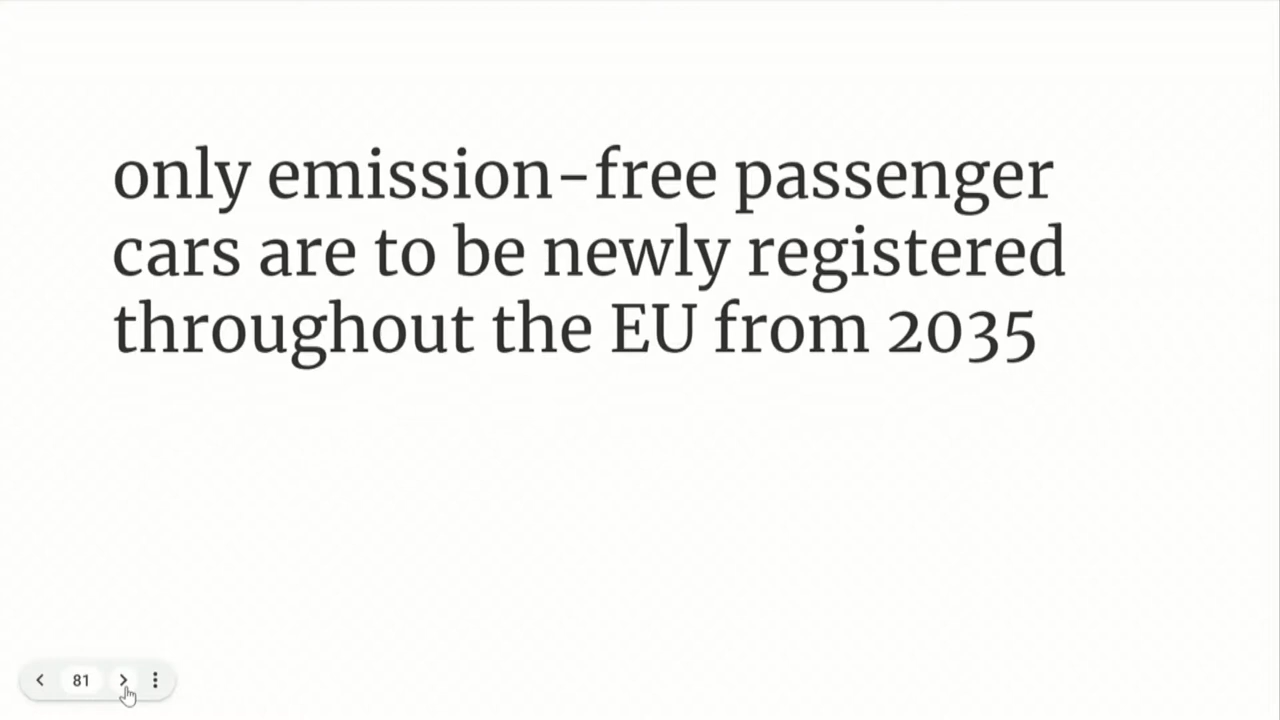 only emission-free passenger
cars are to be newly registered
throughout the EU from 2035
81